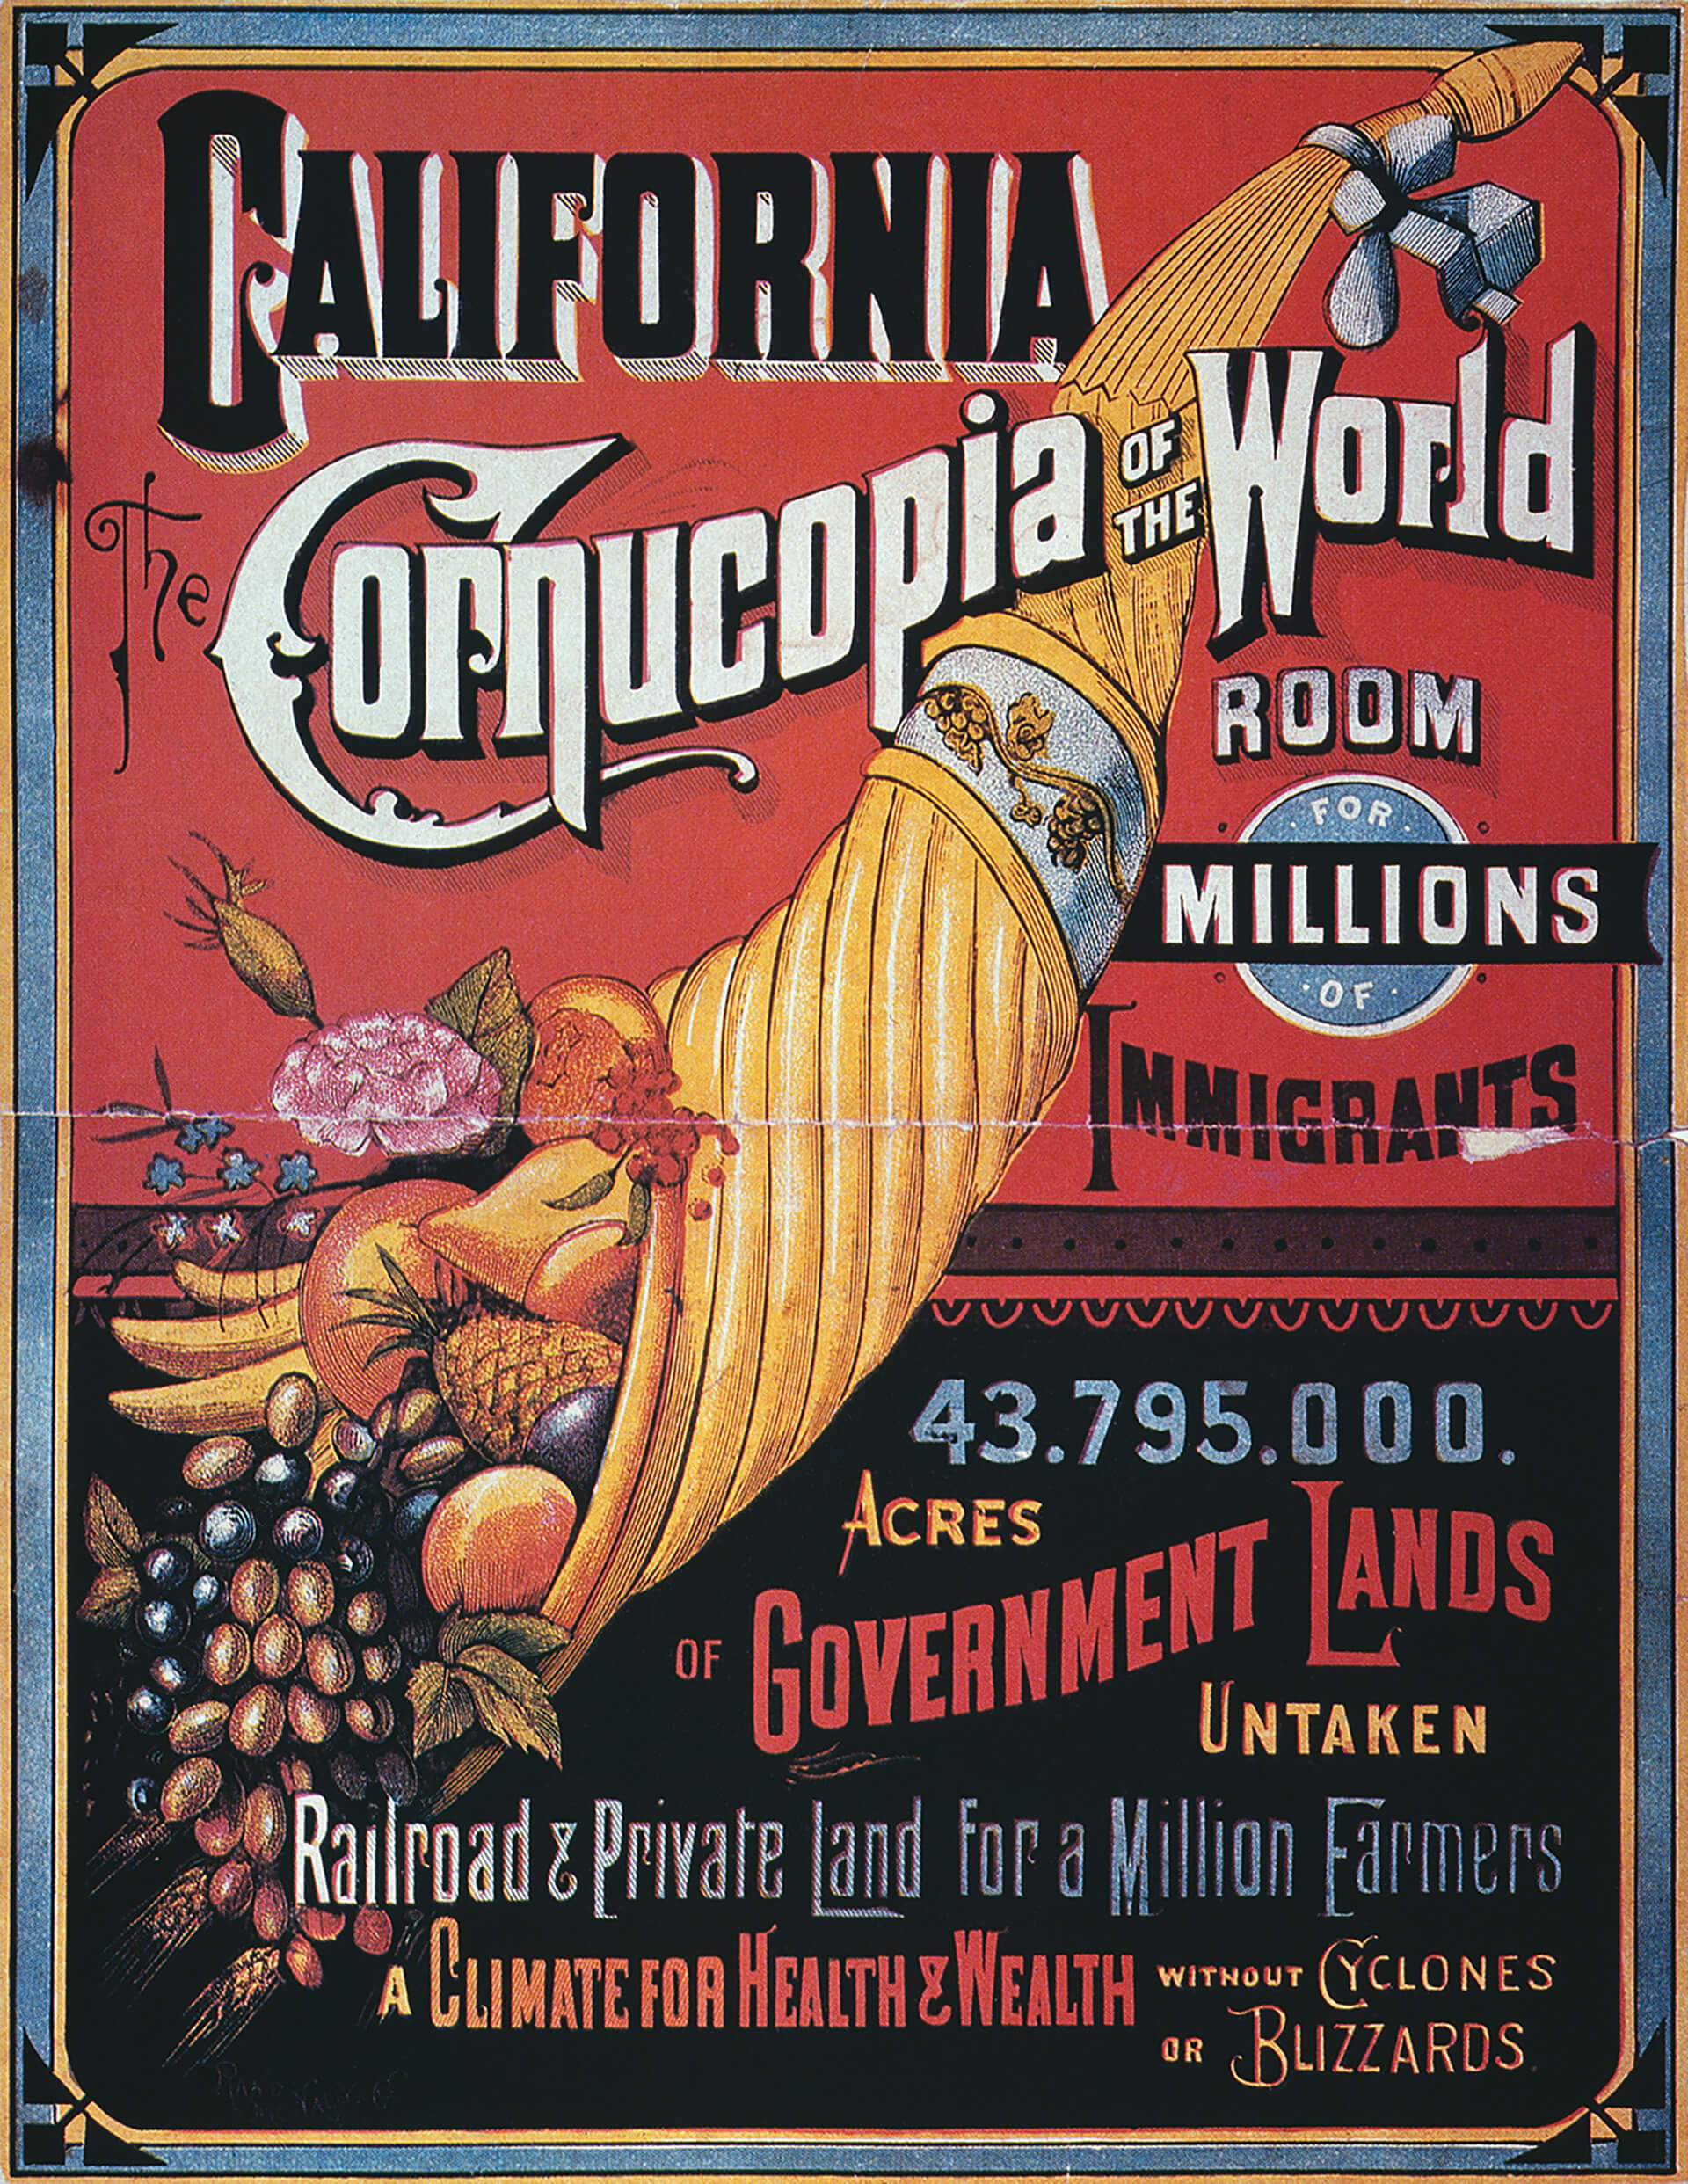 CALIFORNIA
The Cornucopia OF THE World
ROOM
FOR
MILLIONS
OF
IMMIGRANTS
43.795.000.
ACRES
OF GOVERNMENT LANDS
UNTAKEN
Railroad & Private Land for a Million Farmers
A CLIMATE FOR HEALTH & WEALTH WITHOUT CYCLONES
OR BLIZZARDS.